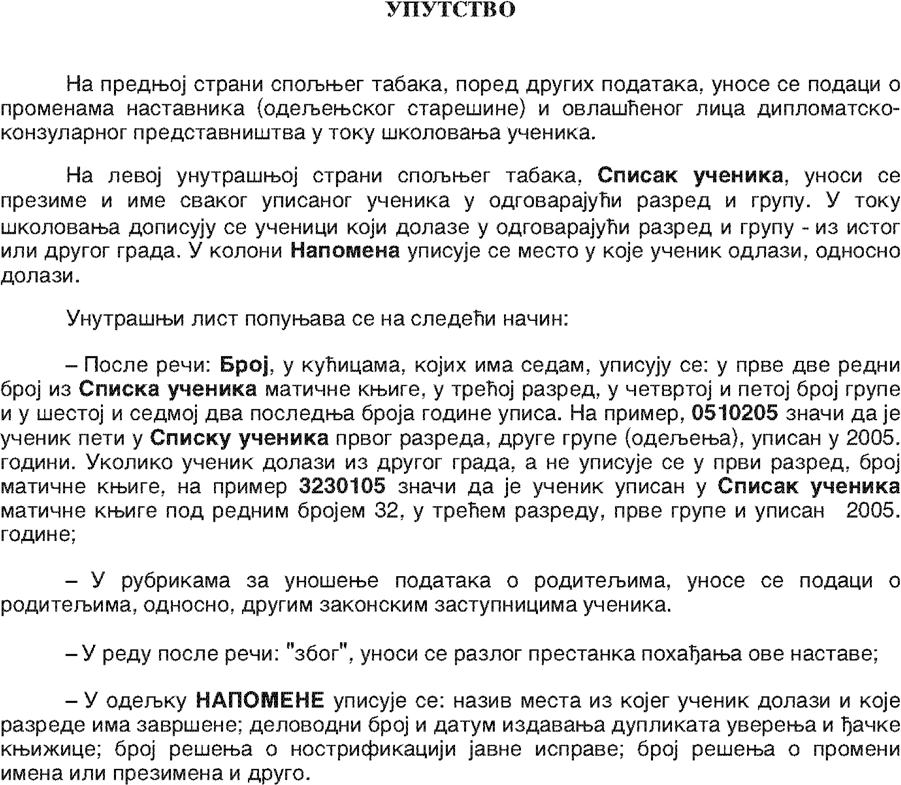 УПУТСТВО
На предњој страни спољњег табака, поред других података, уносе се подаци о
променама наставника (одељењског старешине) и овлашћеног лица дипломатско-
конзуларног представништва у току школовања ученика.
На левој унутрашњој страни спољњег табака, Списак ученика, уноси се
презиме и име сваког уписаног ученика у одговарајући разред и групу. У току
школовања дописују се ученици који долазе у одговарајући разред и групу - из истог
или другог града. У колони Напомена уписује се место у које ученик одлази, односно
долази.
Унутрашњи лист попуњава се на следећи начин:
– После речи: Број, у кућицама, којих има седам, уписују се: у прве две редни
број из Списка ученика матичне књиге, у трећој разред, у четвртој и петој број групе
и у шестој и седмој два последња броја године уписа. На пример, 0510205 значи да је
ученик пети у Списку ученика првог разреда, друге групе (одељења), уписан у 2005.
години. Уколико ученик долази из другог града, а не уписује се у први разред, број
матичне књиге, на пример 3230105 значи да је ученик уписан у Списак ученика
матичне књиге под редним бројем 32, у трећем разреду, прве групе и уписан 2005.
године;
– У рубрикама за уношење података о родитељима, уносе се подаци о
родитељима, односно, другим законским заступницима ученика.
– У реду после речи: "због", уноси се разлог престанка похађања ове наставе;
– У одељку НАПОМЕНЕ уписује се: назив места из којег ученик долази и које
разреде има завршене; деловодни број и датум издавања дупликата уверења и ђачке
књижице; број решења о нострификацији јавне исправе; број решења о промени
имена или презимена и друго.